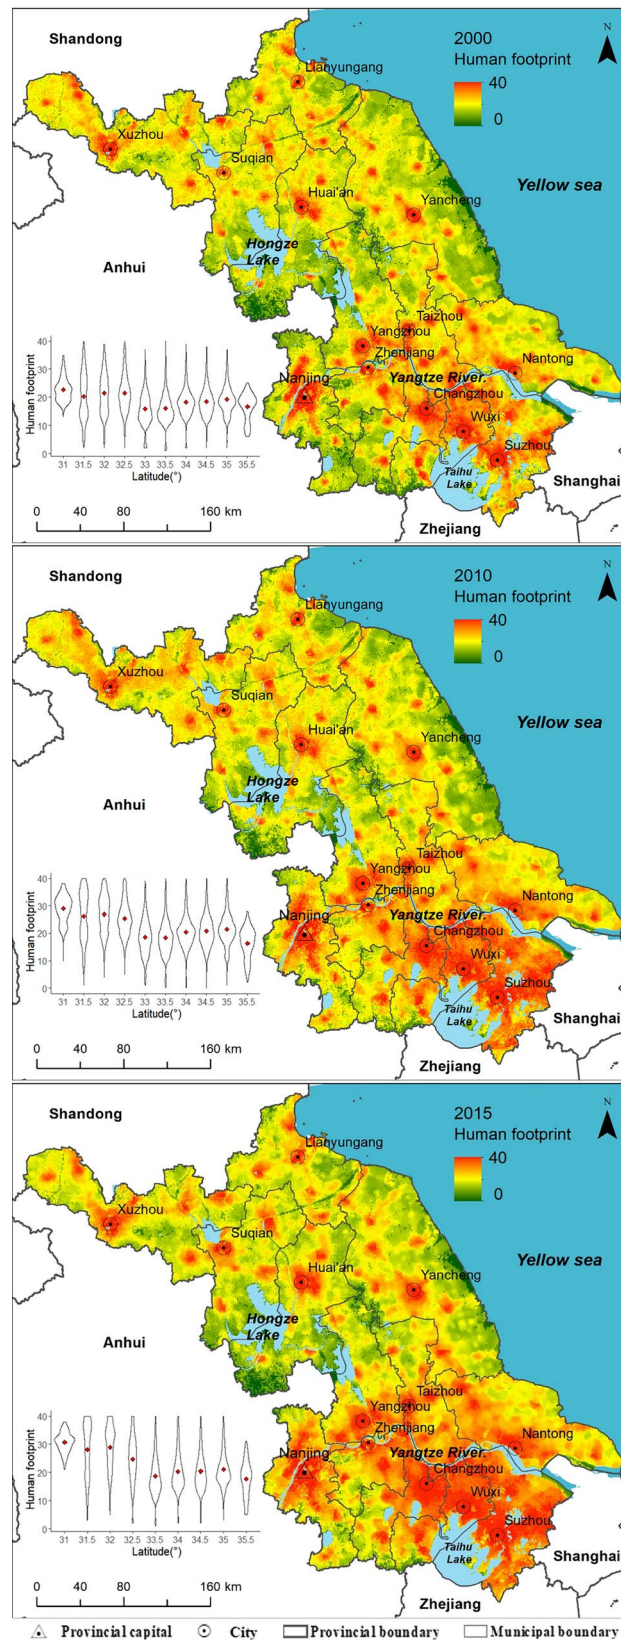 Shandong
2000
Human footprint
40
0
N
Lianyungang
Xuzhou
Suqian
Yellow sea
Huai'an
Yancheng
Hongze
Lake
Anhui
Taizhou
Yangzhou
Zhenjiang
Nantong
Nanjing
Yangtze River.
Changzhou
Wuxi
Suzhou
Taihu
Lake
Shanghai
Zhejiang
Human footprint
40
30
20
10
0
31 31.5 32 32.5 33 33.5 34 34.5 35 35.5
Latitude(°)
0 40 80 160 km
Shandong
2010
Human footprint
40
0
N
Lianyungang
Xuzhou
Suqian
Yellow sea
Huai'an
Yancheng
Hongze
Lake
Anhui
Taizhou
Yangzhou
Zhenjiang
Nantong
Nanjing
Yangtze River.
Changzhou
Wuxi
Suzhou
Taihu
Lake
Shanghai
Zhejiang
Human footprint
40
30
20
10
0
31 31.5 32 32.5 33 33.5 34 34.5 35 35.5
Latitude(°)
0 40 80 160 km
Shandong
2015
Human footprint
40
0
N
Lianyungang
Xuzhou
Suqian
Yellow sea
Huai'an
Yancheng
Hongze
Lake
Anhui
Taizhou
Yangzhou
Zhenjiang
Nantong
Nanjing
Yangtze River.
Changzhou
Wuxi
Suzhou
Taihu
Lake
Shanghai
Zhejiang
Human footprint
40
30
20
10
0
31 31.5 32 32.5 33.5 34 34.5 35 35.5
Latitude(°)
0 40 80 160 km
Provincial capital City Provincial boundary Municipal boundary